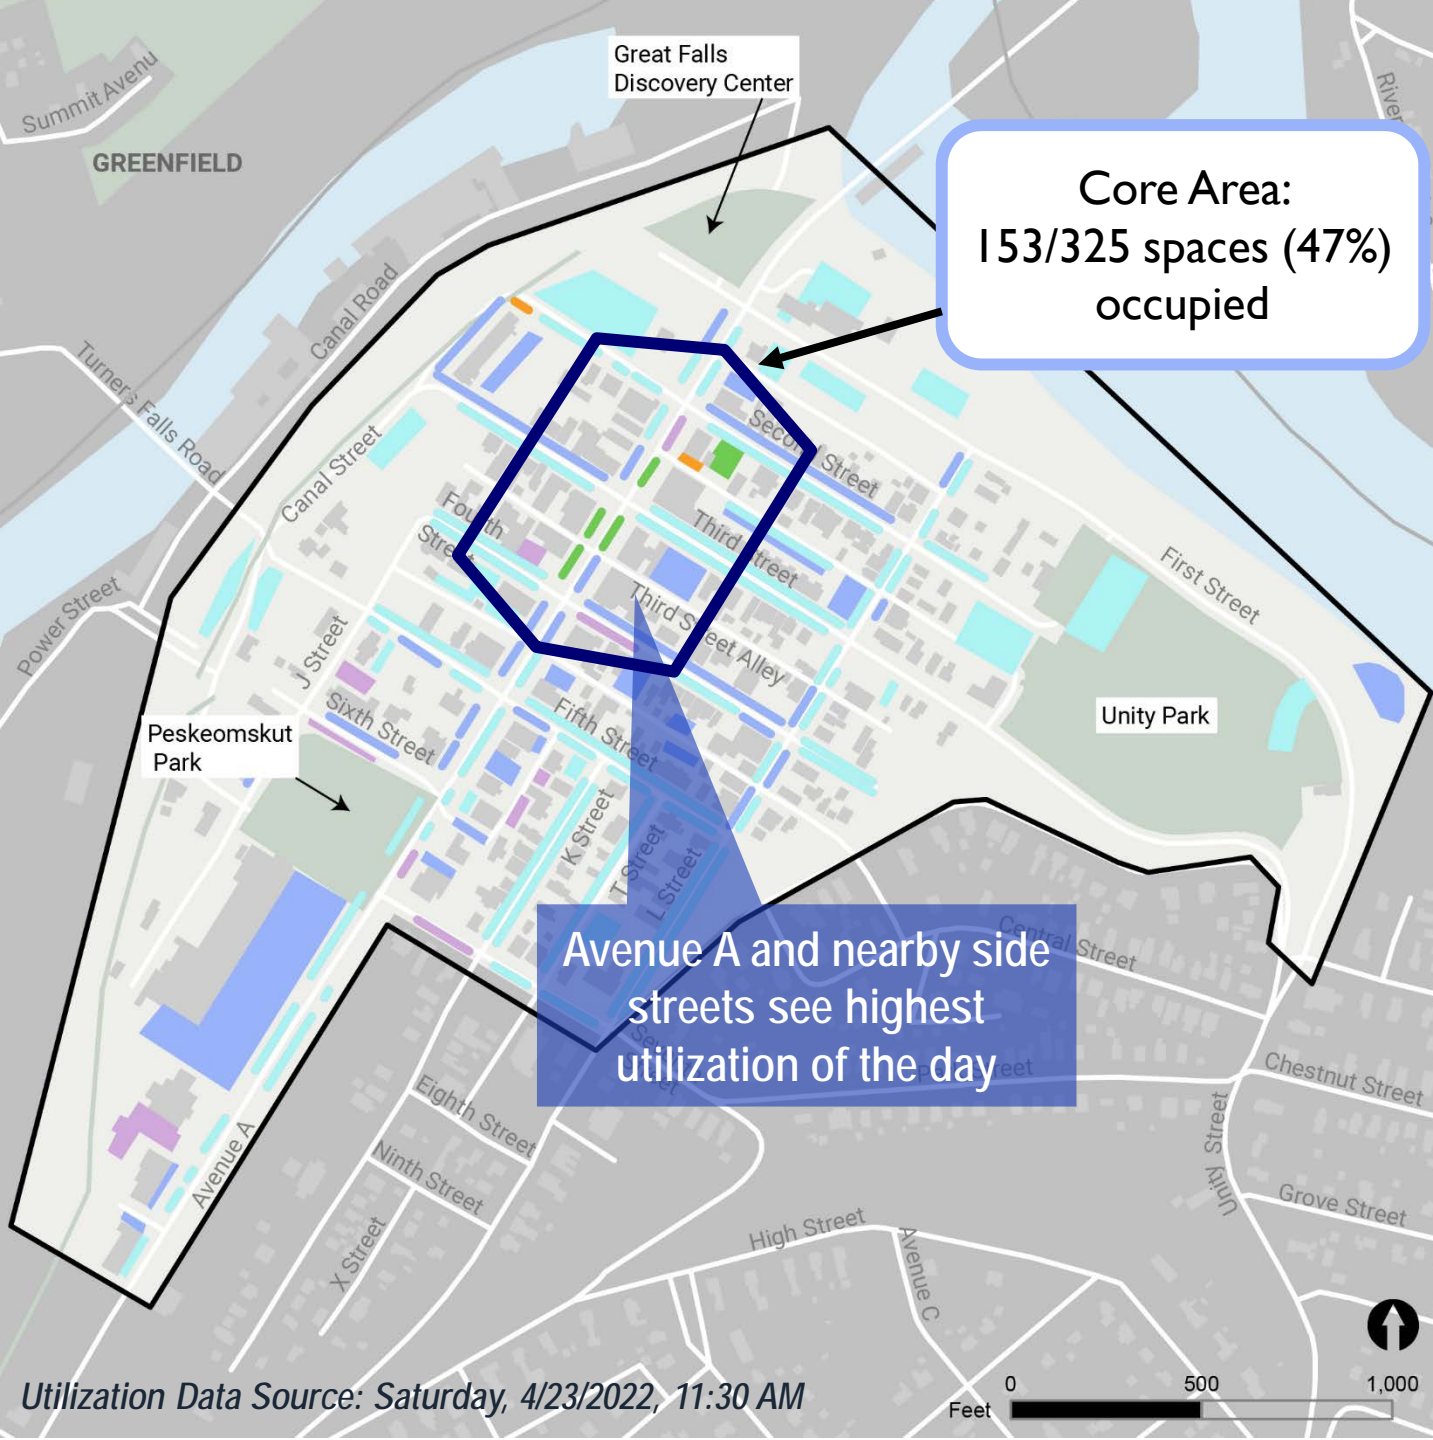 Great Falls
Discovery Center
Summit Avenu
GREENFIELD
River
Core Area:
153/325 spaces (47%)
occupied
Canal Road
Turners Falls Road
Canal Street
Second Street
Fourth
Street
Third Street
First Street
Third Street Alley
Power Street
J Street
Unity Park
Peskeomskut
Park
Sixth Street
Fifth Street
K Street
T Street
L Street
Avenue A and nearby side
streets see highest
utilization of the day
Central Street
Street
Chestnut Street
Eighth Street
Ninth Street
Avenue A
Unity Street
Grove Street
X Street
High Street
Avenue C
Utilization Data Source: Saturday, 4/23/2022, 11:30 AM
0 500 1,000
Feet